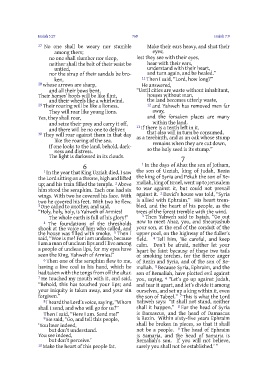 Isaiah 5:27
27 No one shall be weary nor stumble
among them;
no one shall slumber nor sleep,
neither shall the belt of their waist be
untied,
nor the strap of their sandals be bro-
ken,
28 whose arrows are sharp,
and all their bows bent.
Their horses' hoofs will be like flint,
and their wheels like a whirlwind.
29 Their roaring will be like a lioness.
They will roar like young lions.
Yes, they shall roar,
and seize their prey and carry it off,
and there will be no one to deliver.
30 They will roar against them in that day
like the roaring of the sea.
If one looks to the land, behold, dark-
ness and distress.
The light is darkened in its clouds.
6
1 In the year that King Uzziah died, I saw
the Lord sitting on a throne, high and lifted
up; and his train filled the temple. 2 Above
him stood the seraphim. Each one had six
wings. With two he covered his face. With
two he covered his feet. With two he flew.
3 One called to another, and said,
"Holy, holy, holy, is Yahweh of Armies!
The whole earth is full of his glory!"
4 The foundations of the thresholds
shook at the voice of him who called, and
the house was filled with smoke. 5 Then I
said, "Woe is me! For I am undone, because
I am a man of unclean lips and I live among
a people of unclean lips, for my eyes have
seen the King, Yahweh of Armies!"
6 Then one of the seraphim flew to me,
having a live coal in his hand, which he
had taken with the tongs from off the altar.
7 He touched my mouth with it, and said,
"Behold, this has touched your lips; and
your iniquity is taken away, and your sin
forgiven."
8 I heard the Lord's voice, saying, "Whom
shall I send, and who will go for us?"
Then I said, "Here I am. Send me!"
9 He said, "Go, and tell this people,
'You hear indeed,
but don't understand.
You see indeed,
but don't perceive.'
10 Make the heart of this people fat.
Make their ears heavy, and shut their
eyes;
lest they see with their eyes,
hear with their ears,
understand with their heart,
and turn again, and be healed."
11 Then I said, "Lord, how long?"
He answered,
"Until cities are waste without inhabitant,
houses without man,
the land becomes utterly waste,
12 and Yahweh has removed men far
away,
and the forsaken places are many
within the land.
13 If there is a tenth left in it,
that also will in turn be consumed,
as a terebinth, and as an oak whose stump
remains when they are cut down,
so the holy seed is its stump."
7
1 In the days of Ahaz the son of Jotham,
the son of Uzziah, king of Judah, Rezin
the king of Syria and Pekah the son of Re-
maliah, king of Israel, went up to Jerusalem
to war against it, but could not prevail
against it. 2 David's house was told, "Syria
is allied with Ephraim." His heart trem-
bled, and the heart of his people, as the
trees of the forest tremble with the wind.
3 Then Yahweh said to Isaiah, "Go out
now to meet Ahaz, you, and Shearjashub
your son, at the end of the conduit of the
upper pool, on the highway of the fuller's
field. 4 Tell him, 'Be careful, and keep
calm. Don't be afraid, neither let your
heart be faint because of these two tails
of smoking torches, for the fierce anger
of Rezin and Syria, and of the son of Re-
maliah. 5 Because Syria, Ephraim, and the
son of Remaliah, have plotted evil against
you, saying, 6 "Let's go up against Judah,
and tear it apart, and let's divide it among
ourselves, and set up a king within it, even
the son of Tabeel." 7 This is what the Lord
Yahweh says: "It shall not stand, neither
shall it happen." 8 For the head of Syria
is Damascus, and the head of Damascus
is Rezin. Within sixty-five years Ephraim
shall be broken in pieces, so that it shall
not be a people. 9 The head of Ephraim
is Samaria, and the head of Samaria is
Remaliah's son. If you will not believe,
surely you shall not be established.'"